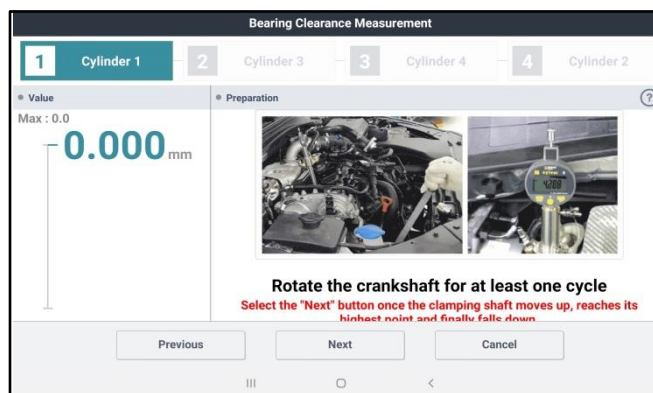 Bearing Clearance Measurement
1 Cylinder 1 2 Cylinder 3 3 Cylinder 4 4 Cylinder 2
Value
Max : 0.0
0.000 mm
Preparation
?
Rotate the crankshaft for at least one cycle
Select the "Next" button once the clamping shaft moves up, reaches its
highest point and finally falls down
Previous Next Cancel